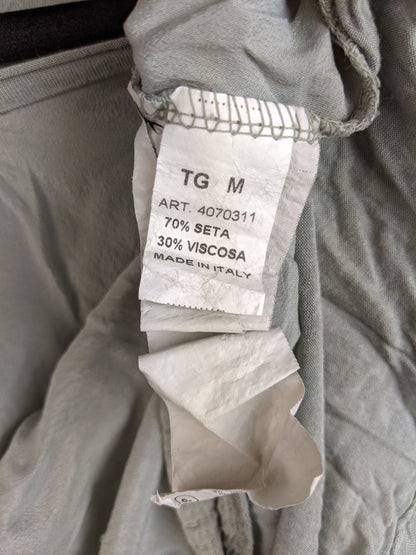 TG M
ART. 4070311
70% SETA
30% VISCOSA
MADE IN ITALY